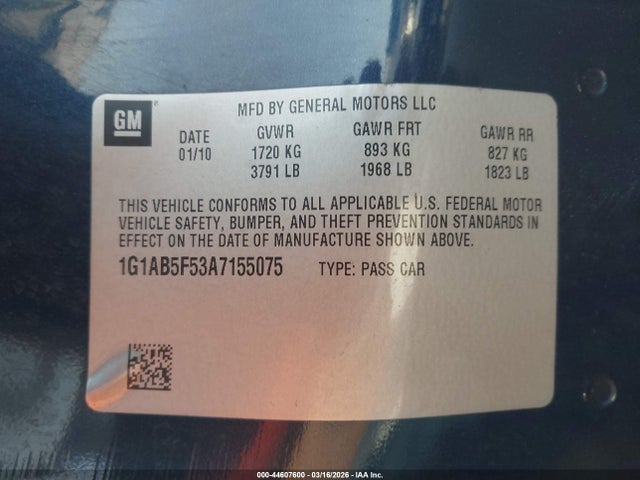 GM
MFD BY GENERAL MOTORS LLC
DATE GVWR GAWR FRT GAWR RR
01/10 1720 KG 893 KG 827 KG
3791 LB 1968 LB 1823 LB
THIS VEHICLE CONFORMS TO ALL APPLICABLE U.S. FEDERAL MOTOR
VEHICLE SAFETY, BUMPER, AND THEFT PREVENTION STANDARDS IN
EFFECT ON THE DATE OF MANUFACTURE SHOWN ABOVE.
1G1AB5F53A7155075 TYPE: PASS CAR
000-44607600 - 03/16/2026 - IAA Inc.